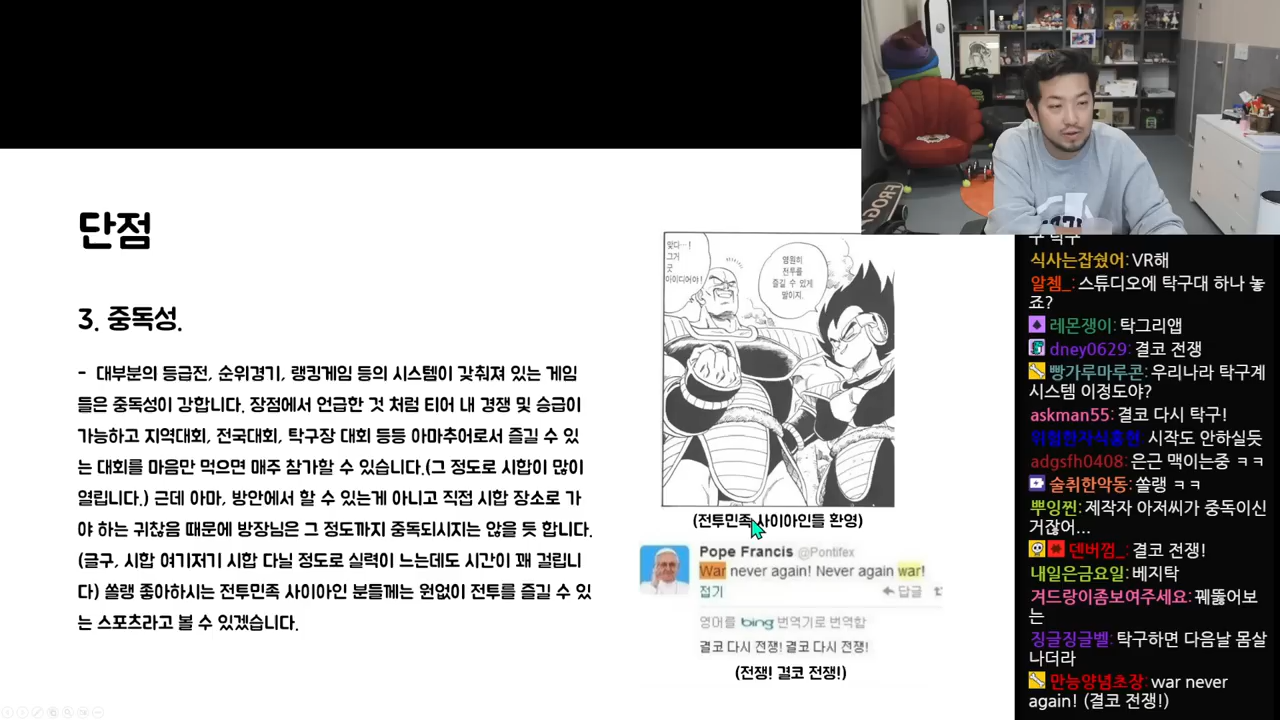 단점
3. 중독성.
- 대부분의 등급전, 순위경기, 랭킹게임 등의 시스템이 갖춰져 있는 게임
들은 중독성이 강합니다. 장점에서 언급한 것 처럼 티어 내 경쟁 및 승급이
가능하고 지역대회, 전국대회, 탁구장 대회 등등 아마추어로서 즐길 수 있
는 대회를 마음만 먹으면 매주 참가할 수 있습니다.(그 정도로 시합이 많이
열립니다.) 근데 아마, 방안에서 할 수 있는게 아니고 직접 시합 장소로 가
야 하는 귀찮음 때문에 방장님은 그 정도까지 중독되시지는 않을 듯 합니다.
(글구, 시합 여기저기 시합 다닐 정도로 실력이 느는데도 시간이 꽤 걸립니
다) 쏠랭 좋아하시는 전투민족 사이아인 분들께는 원없이 전투를 즐길 수 있
는 스포츠라고 볼 수 있겠습니다.
맞다…!
그거
굿
아이디어야!
영원히
전투를
즐길 수 있게
말이지.
(전투민족 사이아인들 환영)
Pope Francis @Pontifex
War never again! Never again war!
접기
답글
영어를 bing 번역기로 번역함
결코 다시 전쟁! 결코 다시 전쟁!
(전쟁! 결코 전쟁!)
구 탁구
식사는잡쉈어: VR해
알쳄_: 스튜디오에 탁구대 하나 놓
죠?
레몬쟁이: 탁그리앱
dney0629: 결코 전쟁
빵가루마루콘: 우리나라 탁구계
시스템 이정도야?
askman55: 결코 다시 탁구!
위험한자식홍현: 시작도 안하실듯
adgsfh0408: 은근 맥이는중 ㅋㅋ
술취한악동: 쏠랭 ㅋㅋ
뿌잉찐: 제작자 아저씨가 중독이신
거잖어...
덴버껌_: 결코 전쟁!
내일은금요일: 베지탁
겨드랑이좀보여주세요: 꿰뚫어보
는
징글징글벨: 탁구하면 다음날 몸살
나더라
만능양념초장: war never
again! (결코 전쟁!)